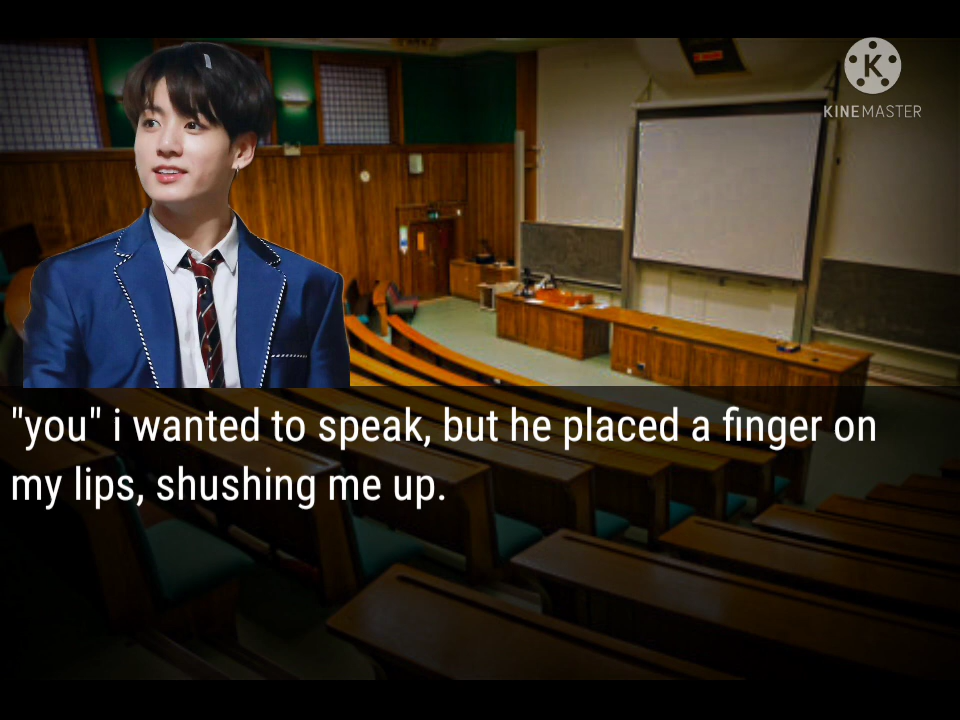 K
KINEMASTER
"you" i wanted to speak, but he placed a finger on
my lips, shushing me up.